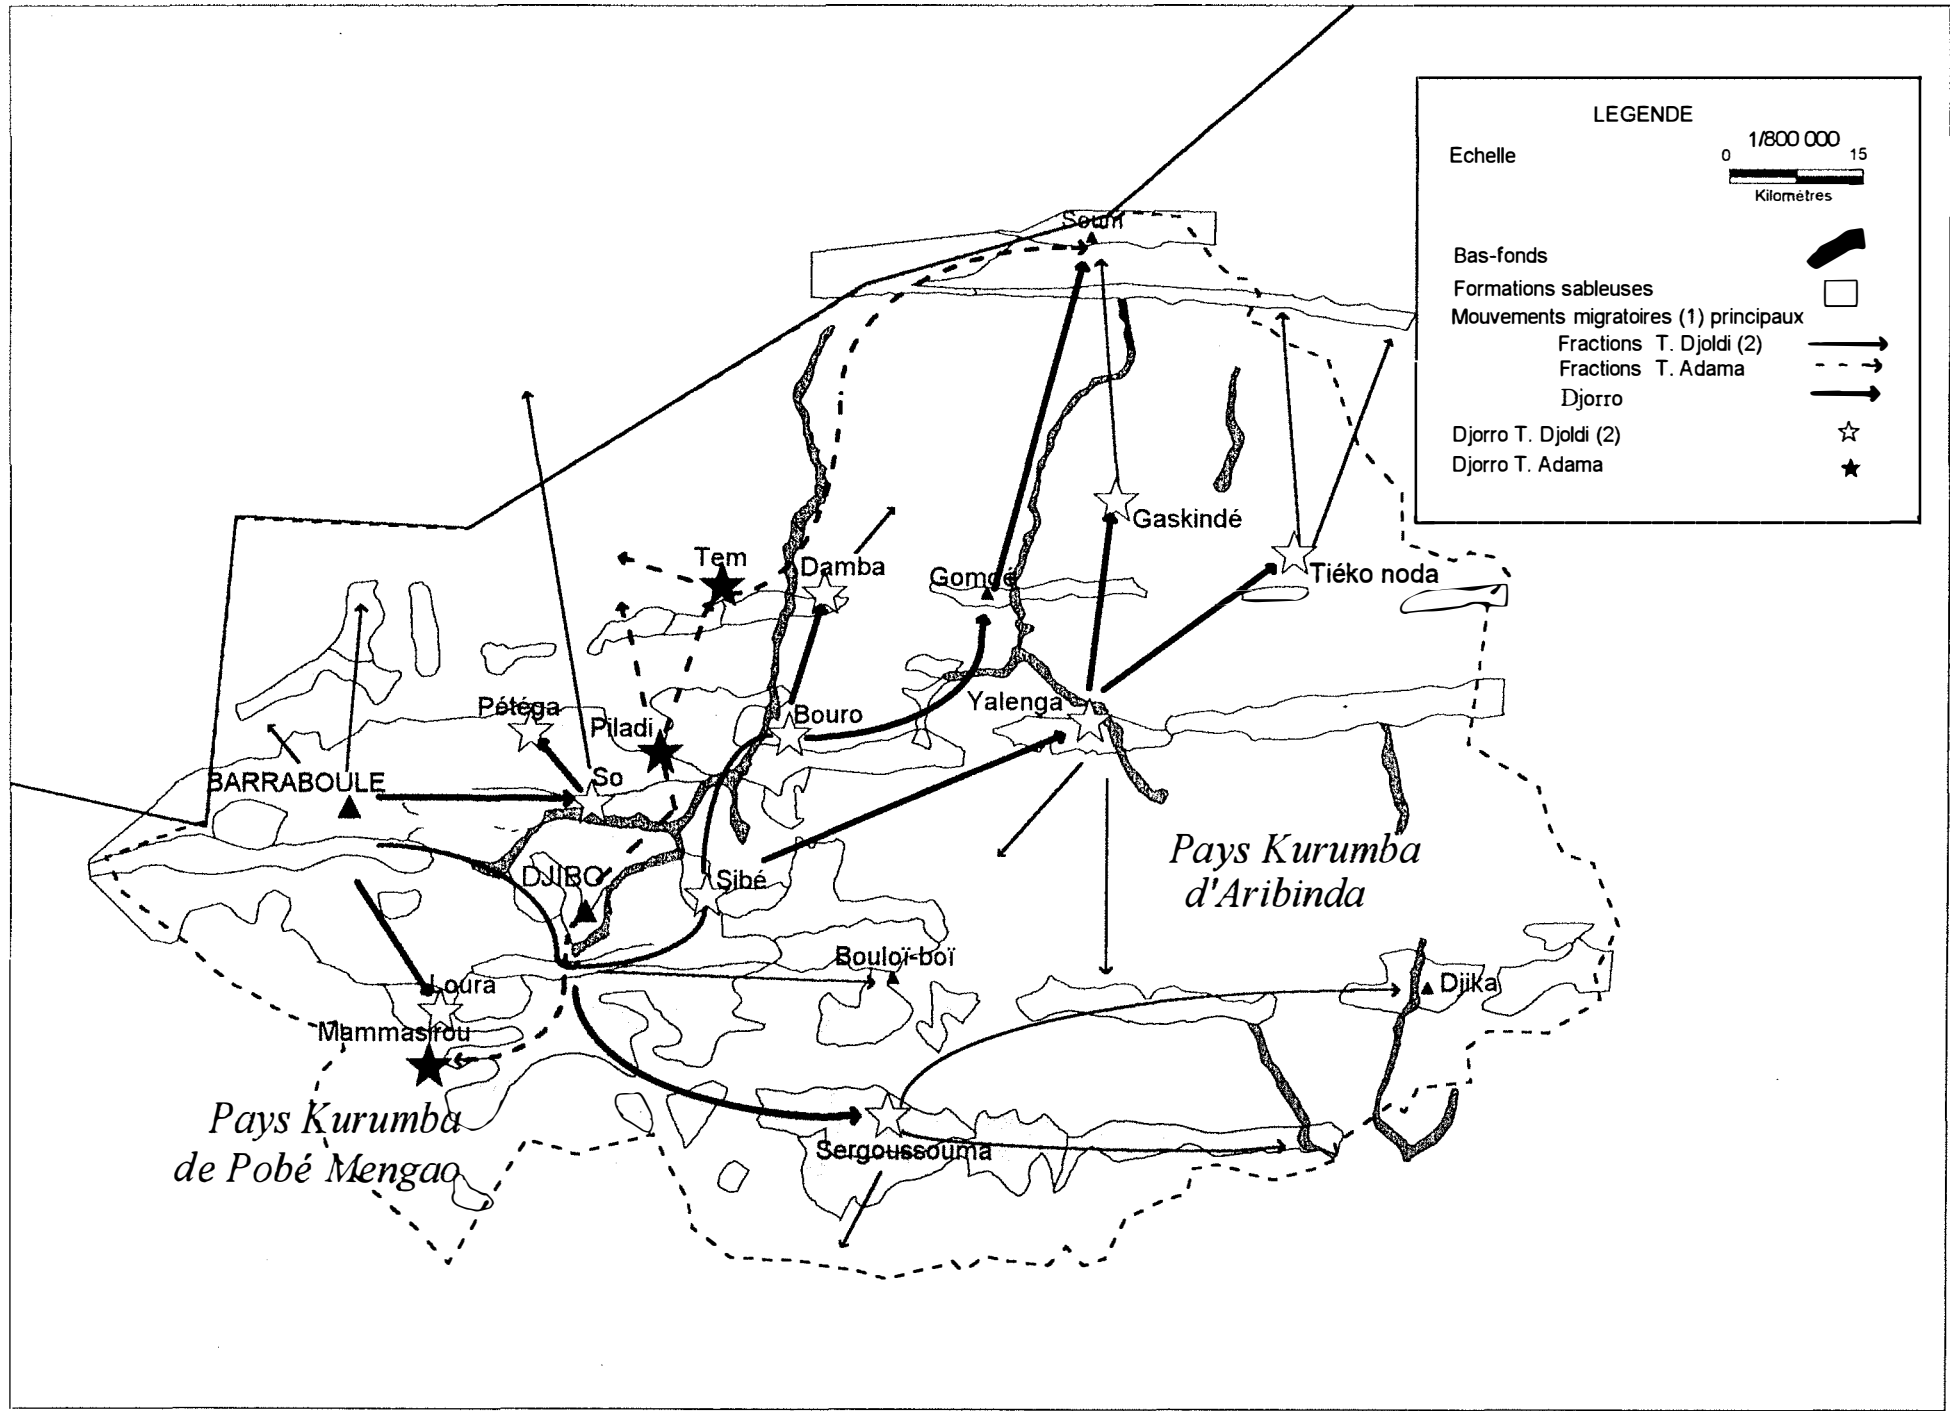 LEGENDE
1/800 000
Echelle
0 15
Kilométres
Bas-fonds
Formations sableuses
Mouvements migratoires (1) principaux
Fractions T. Djoldi (2)
Fractions T. Adama
Djorro
Djorro T. Djoldi (2)
Djorro T. Adama
Soum
Gaskindé
Tem
Damba
Gomdé
Tiéko noda
Pétéga
Piladi
Bouro
Yalenga
BARRABOULE
So
DJIBO
Sibé
Pays Kurumba
d'Aribinda
Bouloï-boï
Djika
Loura
Mammasirou
Pays Kurumba
de Pobé Mengao
Sergoussouma